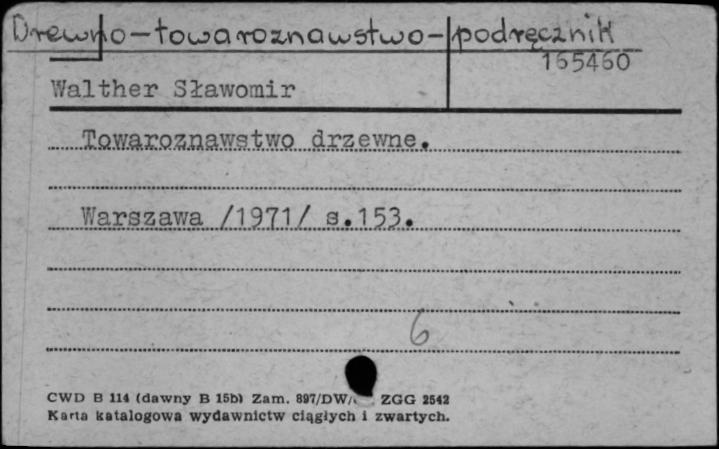 Drewno-towaroznawstwo-podręcznik
165460
Walther Sławomir
Towaroznawstwo drzewne.
Warszawa /1971/ s.153.
6
CWD B 114 (dawny B 15b) Zam. 897/DW/ ZGG 2542
Karta katalogowa wydawnictw ciągłych i zwartych.